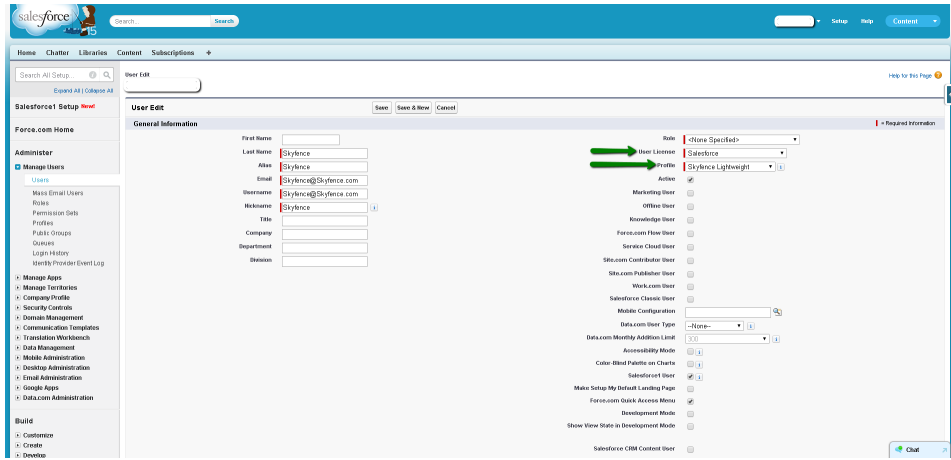 salesforce
15
Search...
Search
Setup
Help
Content
Home Chatter Libraries Content Subscriptions +
Search All Setup...
Expand All | Collapse All
Salesforce1 Setup New!
Force.com Home
Administer
Manage Users
Users
Mass Email Users
Roles
Permission Sets
Profiles
Public Groups
Queues
Login History
Identity Provider Event Log
Manage Apps
Manage Territories
Company Profile
Security Controls
Domain Management
Communication Templates
Translation Workbench
Data Management
Mobile Administration
Desktop Administration
Email Administration
Google Apps
Data.com Administration
Build
Customize
Create
Develop
User Edit
Help for this Page
User Edit
Save
Save & New
Cancel
General Information
= Required Information
First Name
Last Name Skyfence
Alias Skyfence
Email Skyfence@Skyfence.com
Username Skyfence@Skyfence.com
Nickname Skyfence
Title
Company
Department
Division
Role <None Specified>
User License Salesforce
Profile Skyfence Lightweight
Active
Marketing User
Offline User
Knowledge User
Force.com Flow User
Service Cloud User
Site.com Contributor User
Site.com Publisher User
Work.com User
Salesforce Classic User
Mobile Configuration
Data.com User Type --None--
Data.com Monthly Addition Limit 300
Accessibility Mode
Color-Blind Palette on Charts
Salesforce1 User
Make Setup My Default Landing Page
Force.com Quick Access Menu
Development Mode
Show View State in Development Mode
Salesforce CRM Content User
Chat